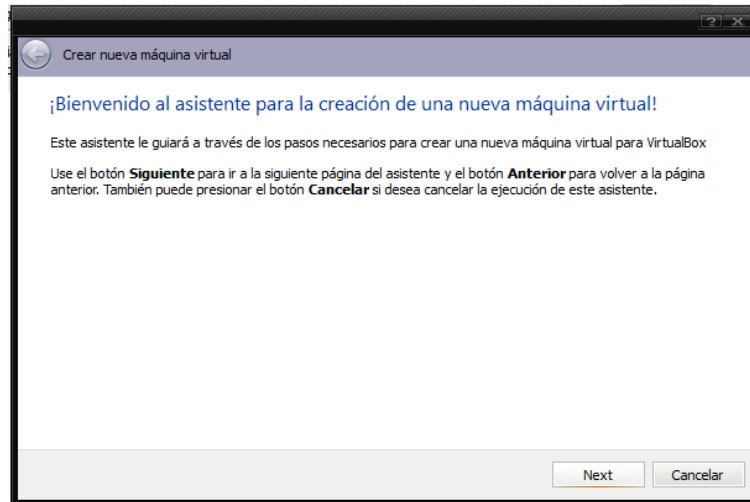 Crear nueva máquina virtual
¡Bienvenido al asistente para la creación de una nueva máquina virtual!
Este asistente le guiará a través de los pasos necesarios para crear una nueva máquina virtual para VirtualBox
Use el botón Siguiente para ir a la siguiente página del asistente y el botón Anterior para volver a la página
anterior. También puede presionar el botón Cancelar si desea cancelar la ejecución de este asistente.
Next Cancelar